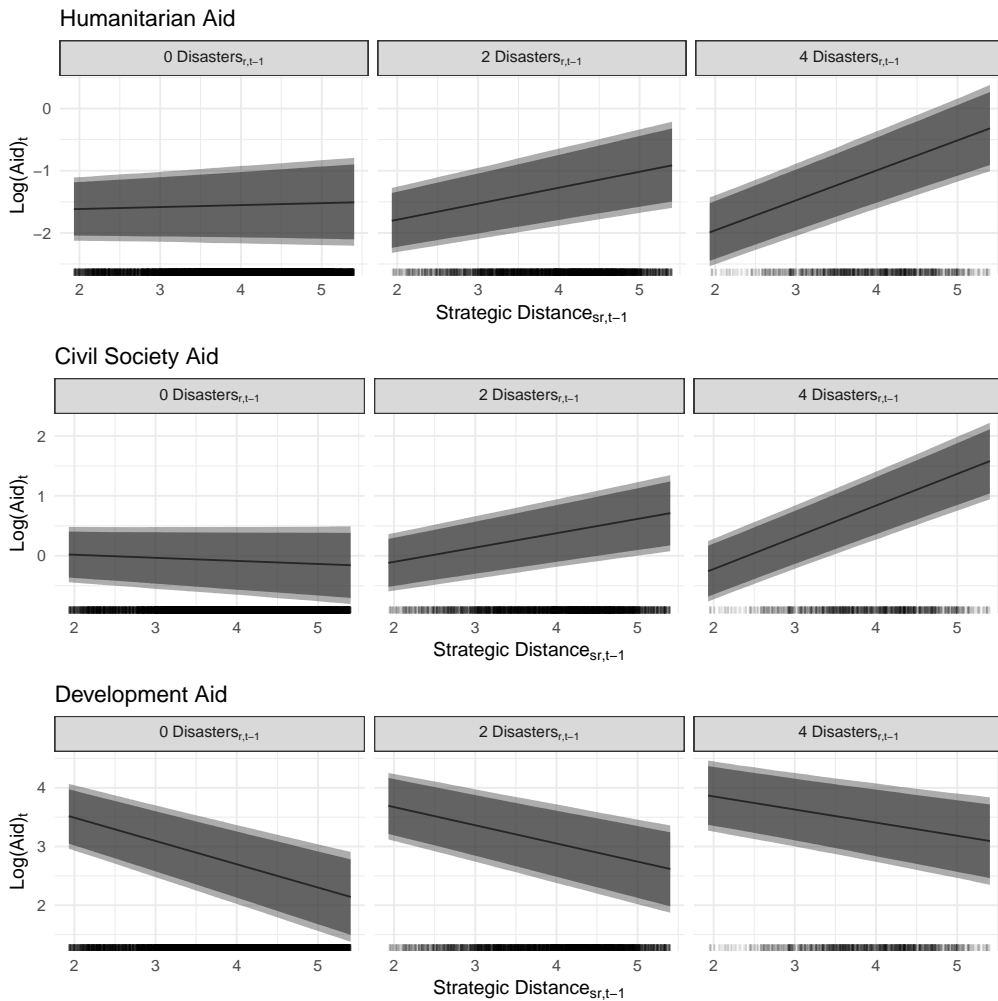 Humanitarian Aid
0 Disasters r,t−1 2 Disasters r,t−1 4 Disasters r,t−1
Log(Aid)t
0
−1
−2
2 3 4 5 2 3 4 5 2 3 4 5
Strategic Distance sr,t−1
Civil Society Aid
0 Disasters r,t−1 2 Disasters r,t−1 4 Disasters r,t−1
Log(Aid)t
2
1
0
2 3 4 5 2 3 4 5 2 3 4 5
Strategic Distance sr,t−1
Development Aid
0 Disasters r,t−1 2 Disasters r,t−1 4 Disasters r,t−1
Log(Aid)t
4
3
2
2 3 4 5 2 3 4 5 2 3 4 5
Strategic Distance sr,t−1